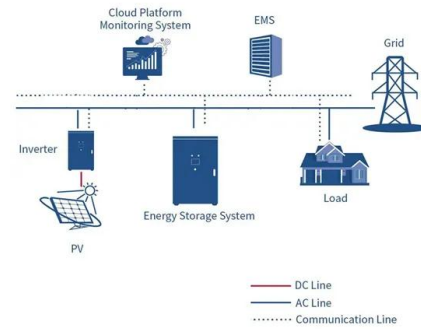 Cloud Platform
Monitoring System
EMS
Grid
Inverter
Energy Storage System
Load
PV
DC Line
AC Line
Communication Line